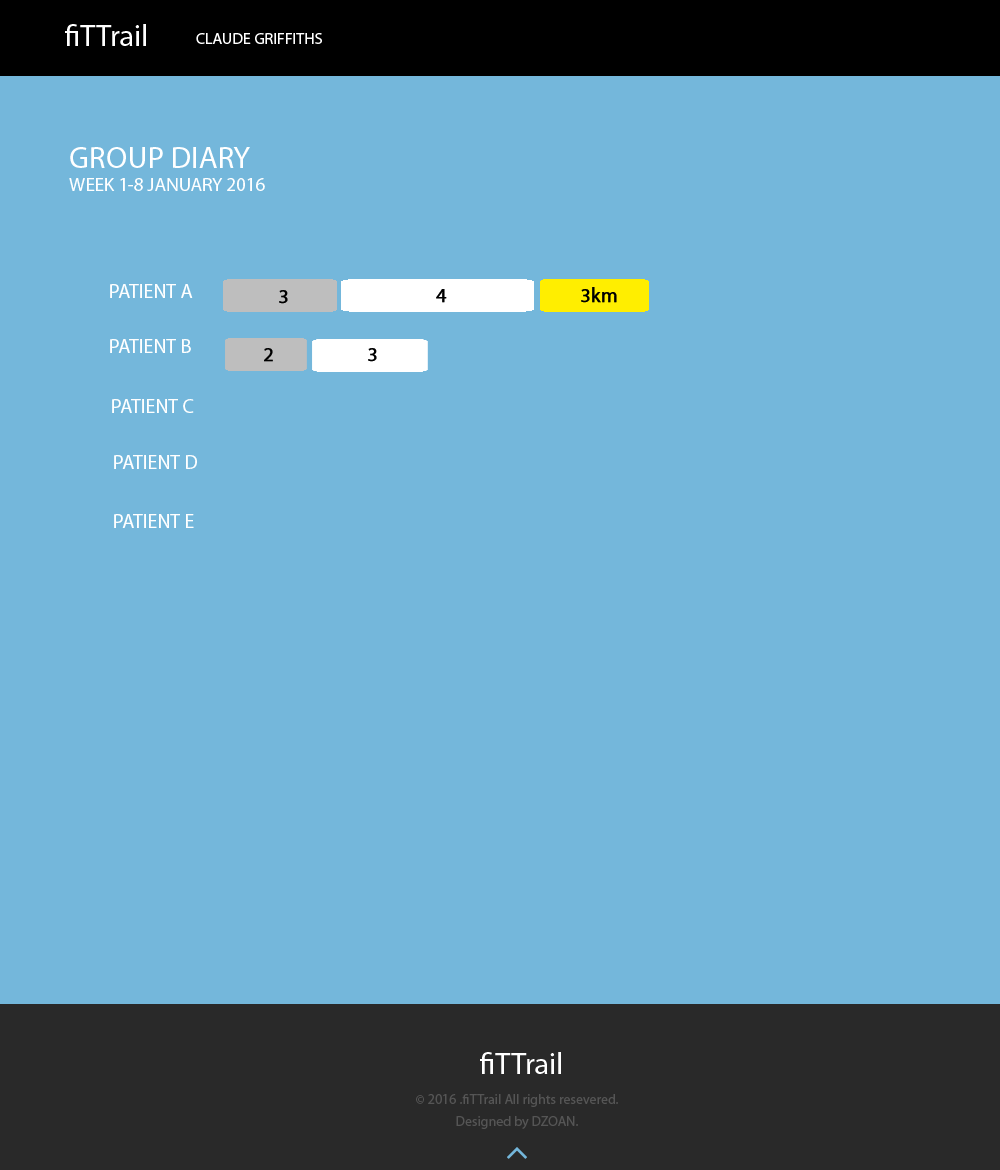 fiTTrail CLAUDE GRIFFITHS
GROUP DIARY
WEEK 1-8 JANUARY 2016
PATIENT A 3 4 3km
PATIENT B 2 3
PATIENT C
PATIENT D
PATIENT E
fiTTrail
© 2016 .fiTTrail All rights resevered.
Designed by DZOAN.